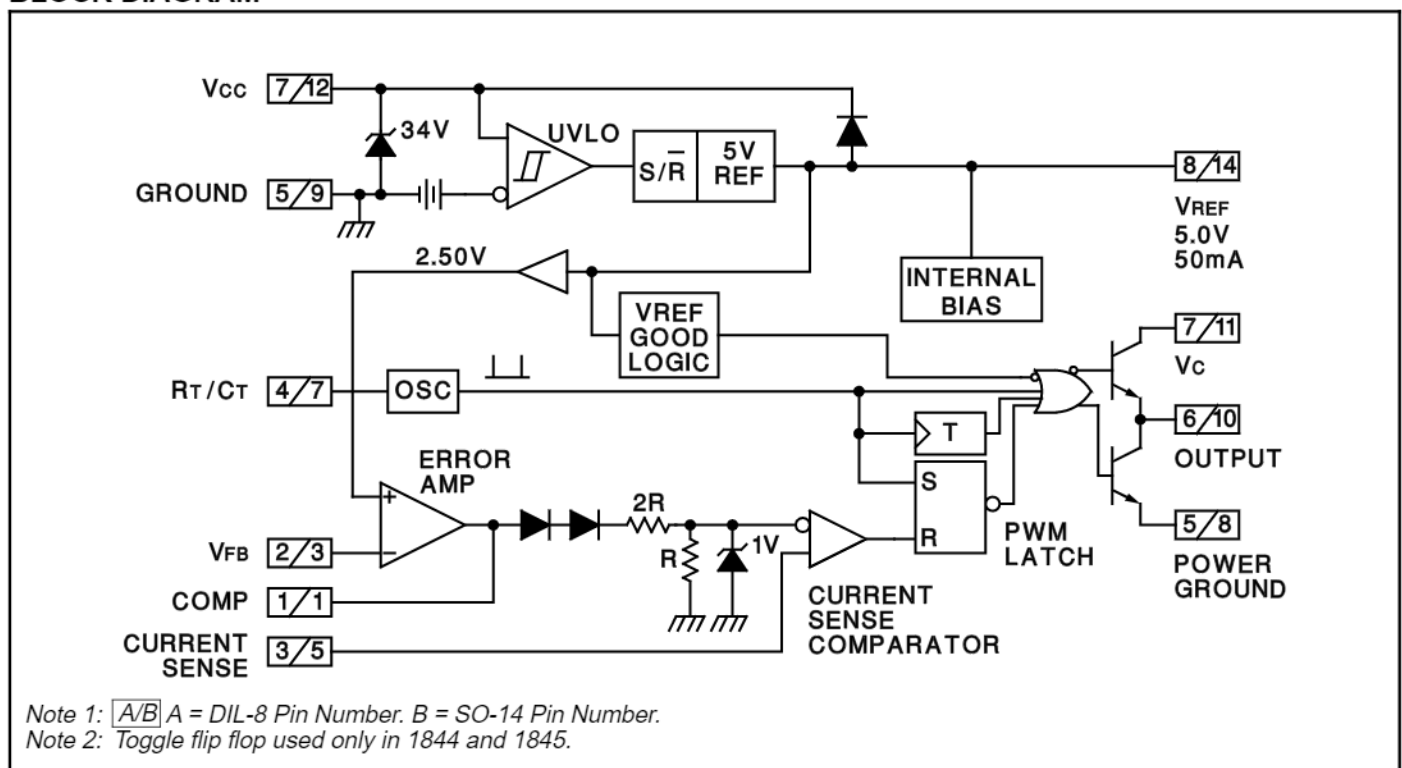 VCC 7/12
34V
UVLO
S/R̅
5V
REF
8/14
VREF
5.0V
50mA
GROUND 5/9
2.50V
INTERNAL
BIAS
VREF
GOOD
LOGIC
7/11
VC
RT/CT 4/7
OSC
T
6/10
OUTPUT
ERROR
AMP
+
−
2R
R
1V
S
R
PWM
LATCH
5/8
POWER
GROUND
VFB 2/3
COMP 1/1
CURRENT
SENSE
3/5
CURRENT
SENSE
COMPARATOR
Note 1: A/B A = DIL-8 Pin Number. B = SO-14 Pin Number.
Note 2: Toggle flip flop used only in 1844 and 1845.